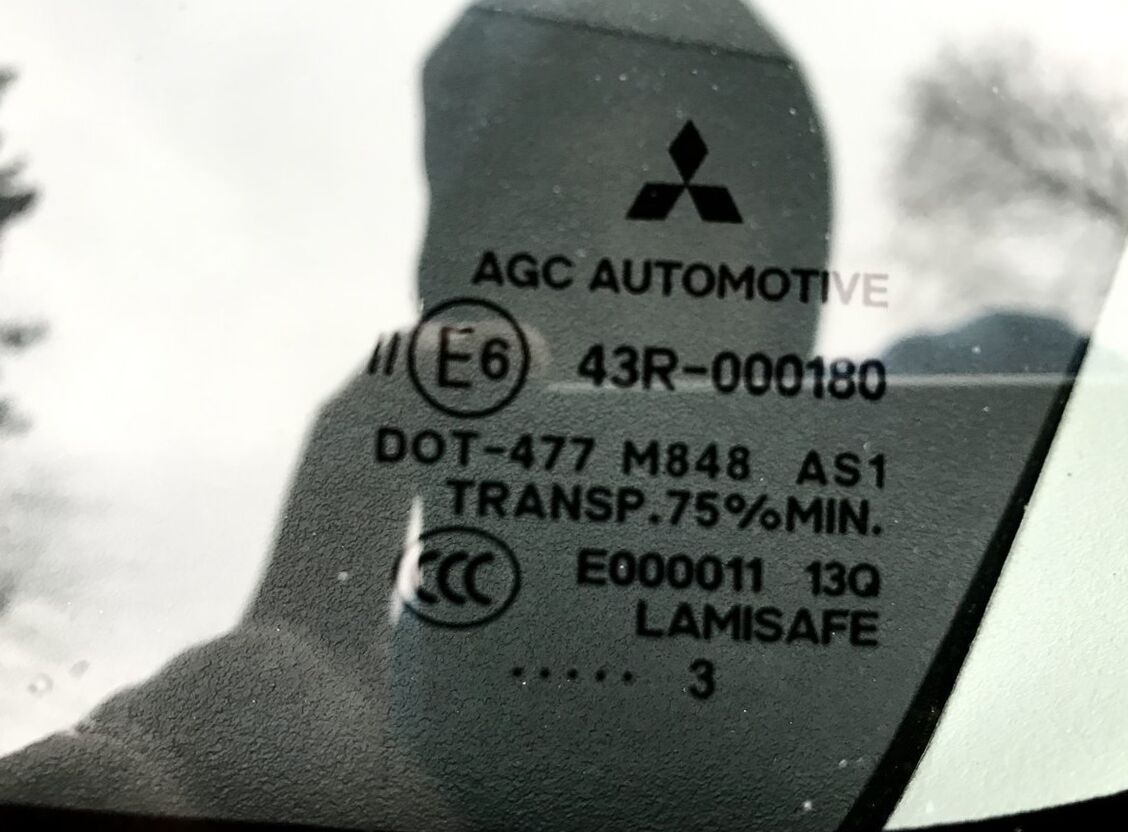 AGC AUTOMOTIVE
// E6 43R-000180
DOT-477 M848 AS1
TRANSP.75%MIN.
CCC E000011 13Q
LAMISAFE
..... 3